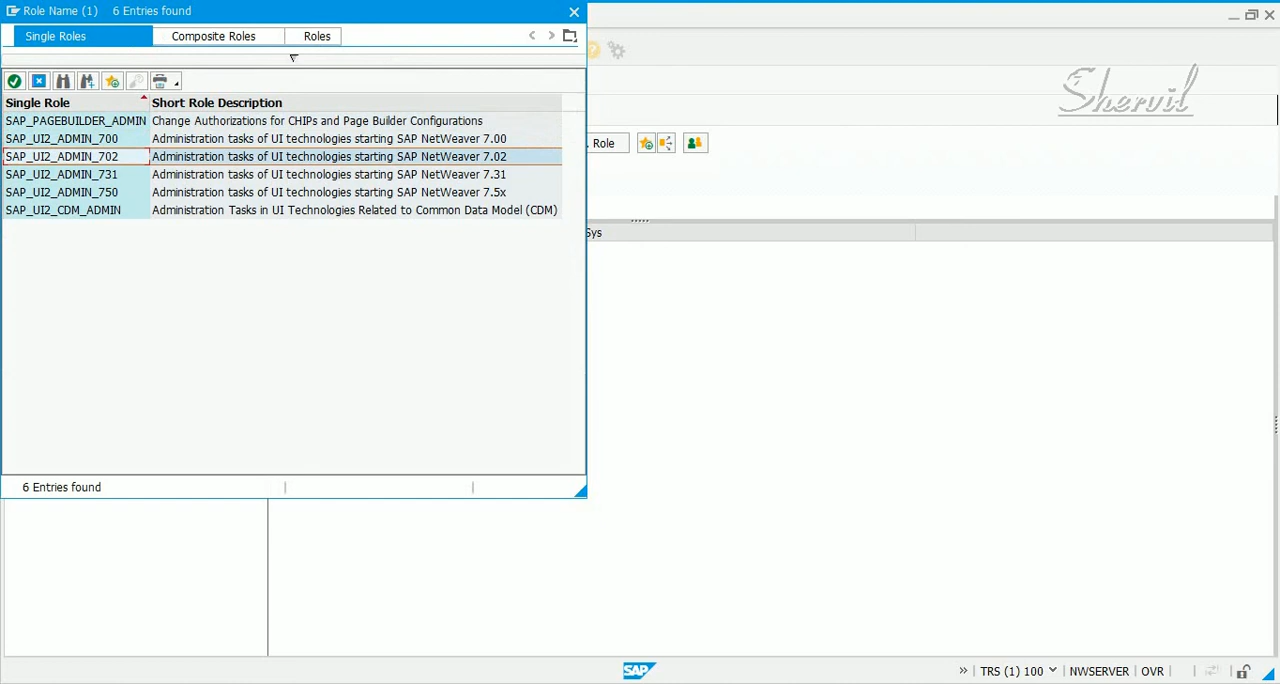 Role Name (1) 6 Entries found
Single Roles Composite Roles Roles
Single Role Short Role Description
SAP_PAGEBUILDER_ADMIN Change Authorizations for CHIPs and Page Builder Configurations
SAP_UI2_ADMIN_700 Administration tasks of UI technologies starting SAP NetWeaver 7.00
SAP_UI2_ADMIN_702 Administration tasks of UI technologies starting SAP NetWeaver 7.02
SAP_UI2_ADMIN_731 Administration tasks of UI technologies starting SAP NetWeaver 7.31
SAP_UI2_ADMIN_750 Administration tasks of UI technologies starting SAP NetWeaver 7.5x
SAP_UI2_CDM_ADMIN Administration Tasks in UI Technologies Related to Common Data Model (CDM)
6 Entries found
Shervil
. Role
Sys
SAP
» TRS (1) 100 NWSERVER OVR